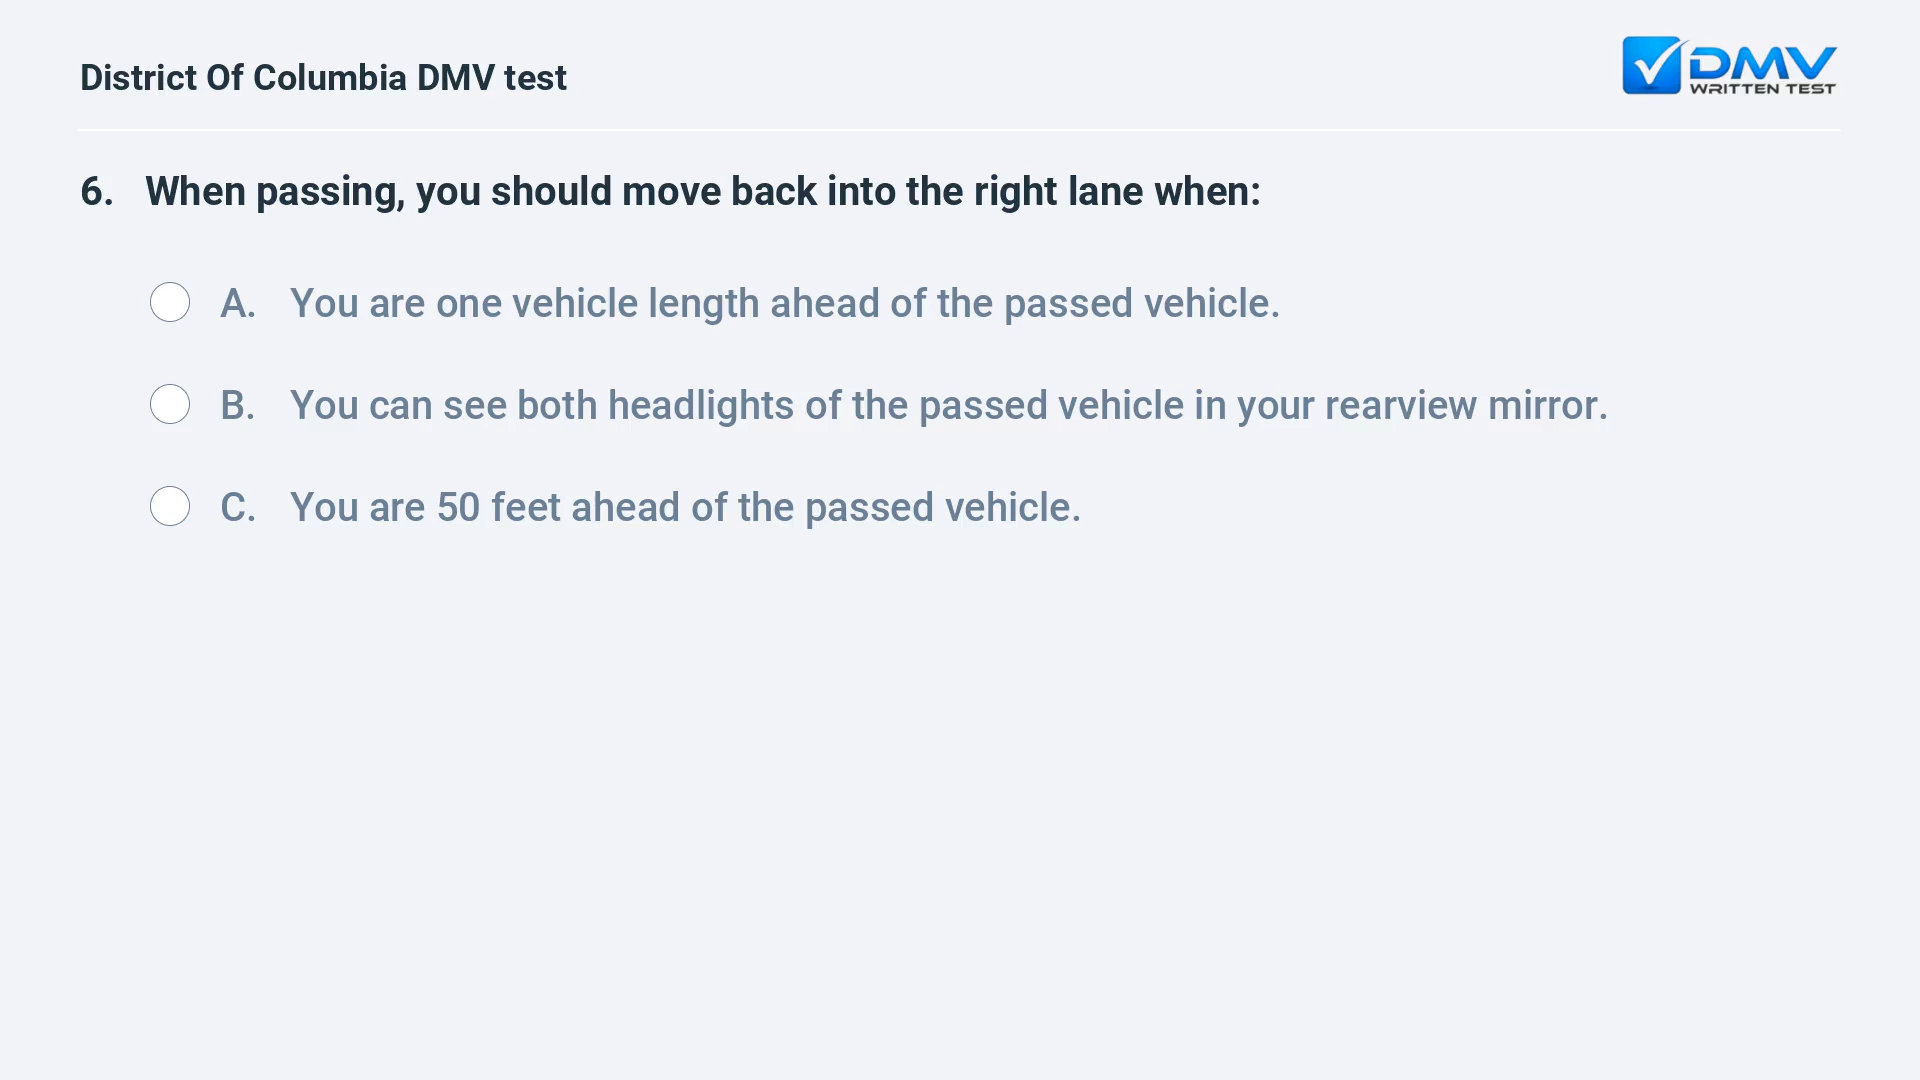 District Of Columbia DMV test
DMV
WRITTEN TEST
6. When passing, you should move back into the right lane when:
A. You are one vehicle length ahead of the passed vehicle.
B. You can see both headlights of the passed vehicle in your rearview mirror.
C. You are 50 feet ahead of the passed vehicle.